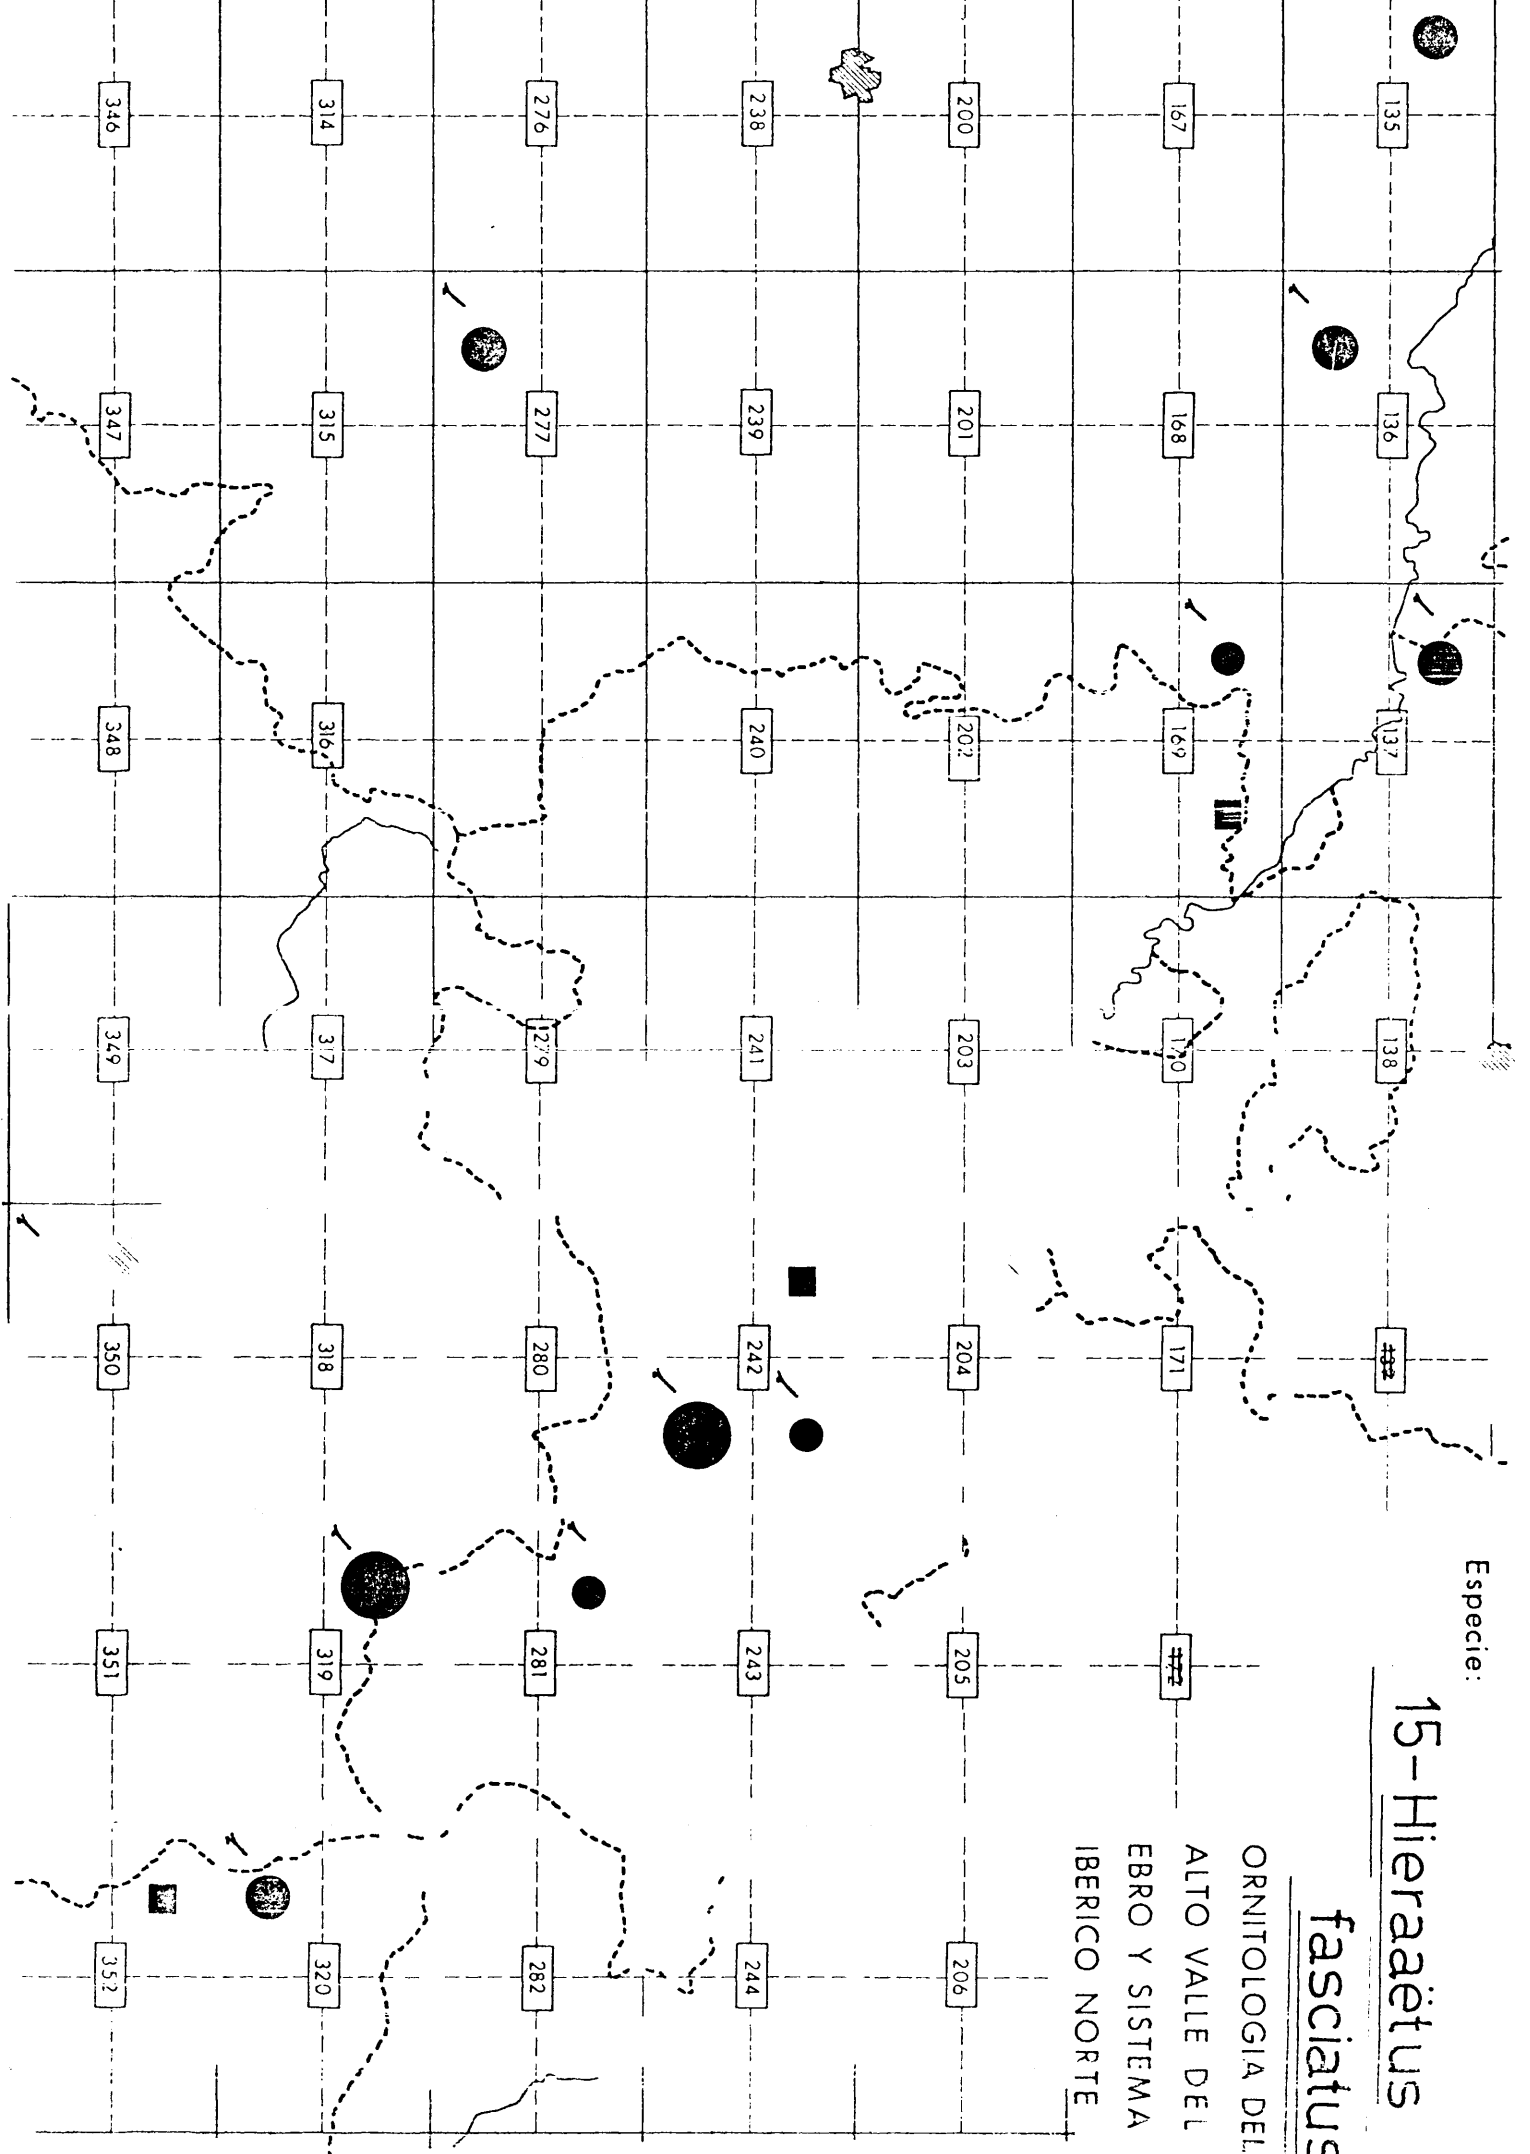 Especie:
15-Hieraaëtus
fasciatus
ORNITOLOGIA DEL
ALTO VALLE DEL
EBRO Y SISTEMA
IBERICO NORTE
135 136 137 138
167 168 169 170 171 172
200 201 202 203 204 205 206
238 239 240 241 242 243 244
276 277 279 280 281 282
314 315 316 317 318 319 320
346 347 348 349 350 351 352